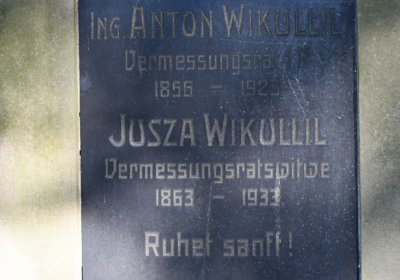 ING. ANTON WIKULLIL
Vermessungsrat i.P.
1856 – 1923
JUSZA WIKULLIL
Vermessungsratswitwe
1863 – 1933
Ruhet sanft!